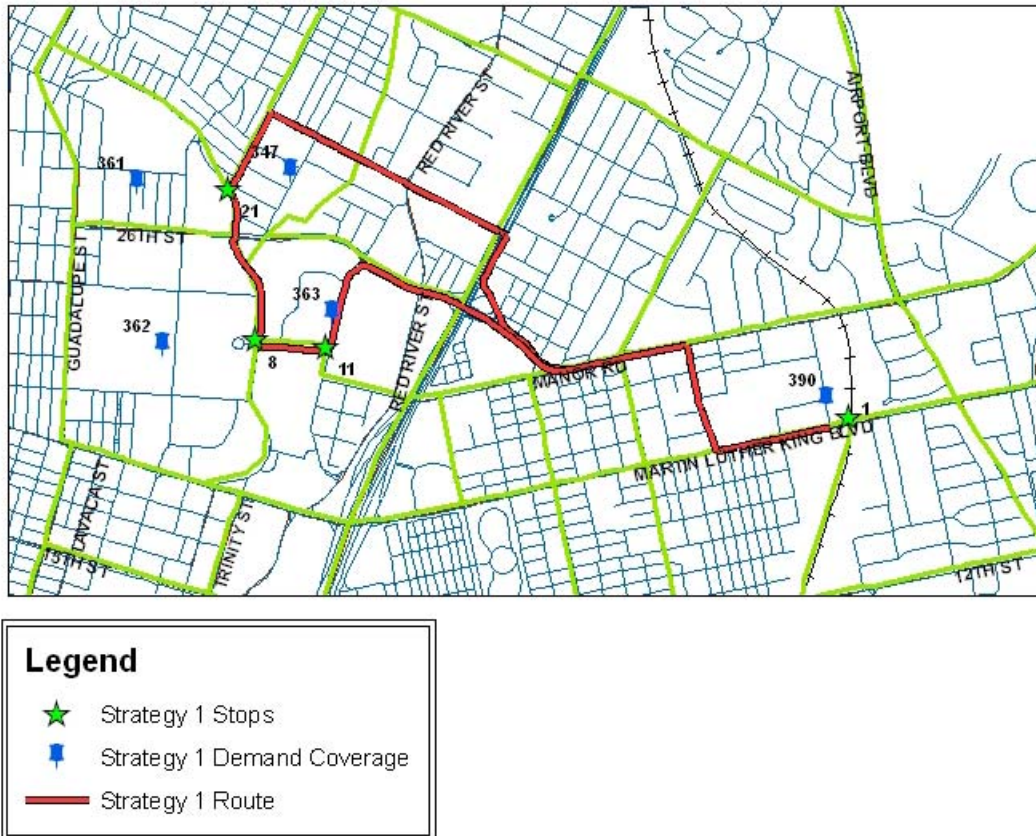 RED RIVER ST
AIRPORT BLVD
361
347
21
26TH ST
GUADALUPE ST
363
362
RED RIVER ST
8
11
MANOR RD
390
1
MARTIN LUTHER KING BLVD
LAVACA ST
TRINITY ST
15TH ST
12TH ST
Legend
Strategy 1 Stops
Strategy 1 Demand Coverage
Strategy 1 Route